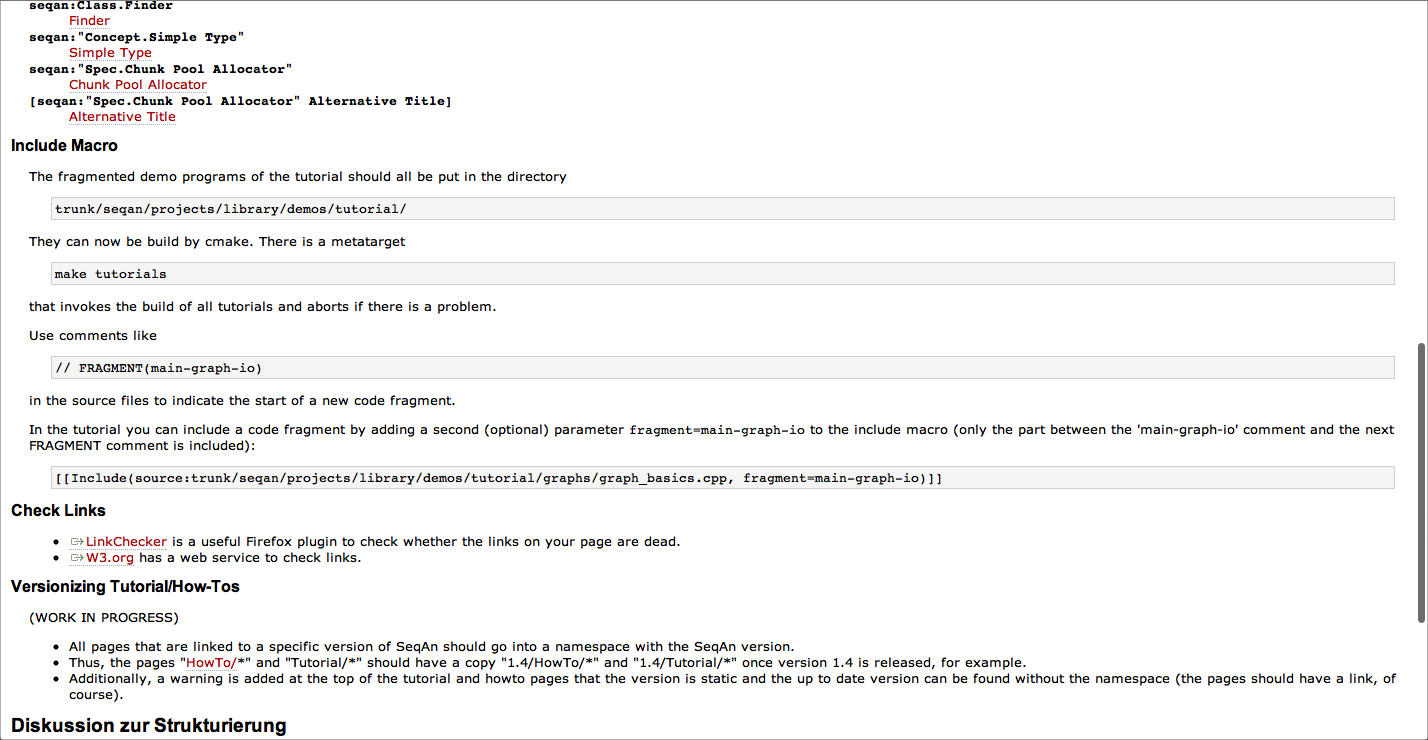 seqan:Class.Finder
Finder
seqan:"Concept.Simple Type"
Simple Type
seqan:"Spec.Chunk Pool Allocator"
Chunk Pool Allocator
[seqan:"Spec.Chunk Pool Allocator" Alternative Title]
Alternative Title
Include Macro
The fragmented demo programs of the tutorial should all be put in the directory
trunk/seqan/projects/library/demos/tutorial/
They can now be build by cmake. There is a metatarget
make tutorials
that invokes the build of all tutorials and aborts if there is a problem.
Use comments like
// FRAGMENT(main-graph-io)
in the source files to indicate the start of a new code fragment.
In the tutorial you can include a code fragment by adding a second (optional) parameter fragment=main-graph-io to the include macro (only the part between the 'main-graph-io' comment and the next
FRAGMENT comment is included):
[[Include(source:trunk/seqan/projects/library/demos/tutorial/graphs/graph_basics.cpp, fragment=main-graph-io)]]
Check Links
• LinkChecker is a useful Firefox plugin to check whether the links on your page are dead.
• W3.org has a web service to check links.
Versionizing Tutorial/How-Tos
(WORK IN PROGRESS)
• All pages that are linked to a specific version of SeqAn should go into a namespace with the SeqAn version.
• Thus, the pages "HowTo/*" and "Tutorial/*" should have a copy "1.4/HowTo/*" and "1.4/Tutorial/*" once version 1.4 is released, for example.
• Additionally, a warning is added at the top of the tutorial and howto pages that the version is static and the up to date version can be found without the namespace (the pages should have a link, of
course).
Diskussion zur Strukturierung